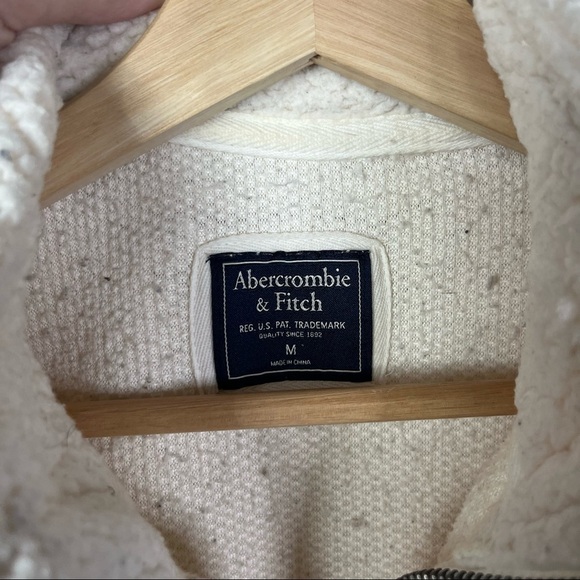 Abercrombie
& Fitch
REG. U.S. PAT. TRADEMARK
QUALITY SINCE 1892
M
MADE IN CHINA